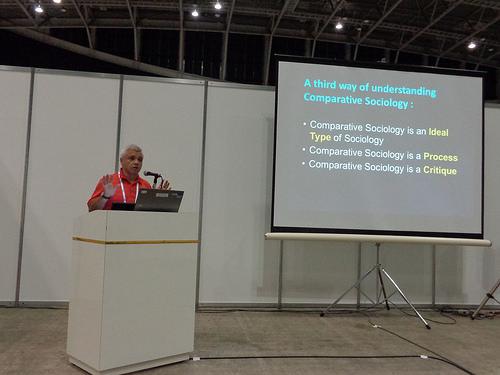 A third way of understanding
Comparative Sociology :
• Comparative Sociology is an Ideal
Type of Sociology
• Comparative Sociology is a Process
• Comparative Sociology is a Critique